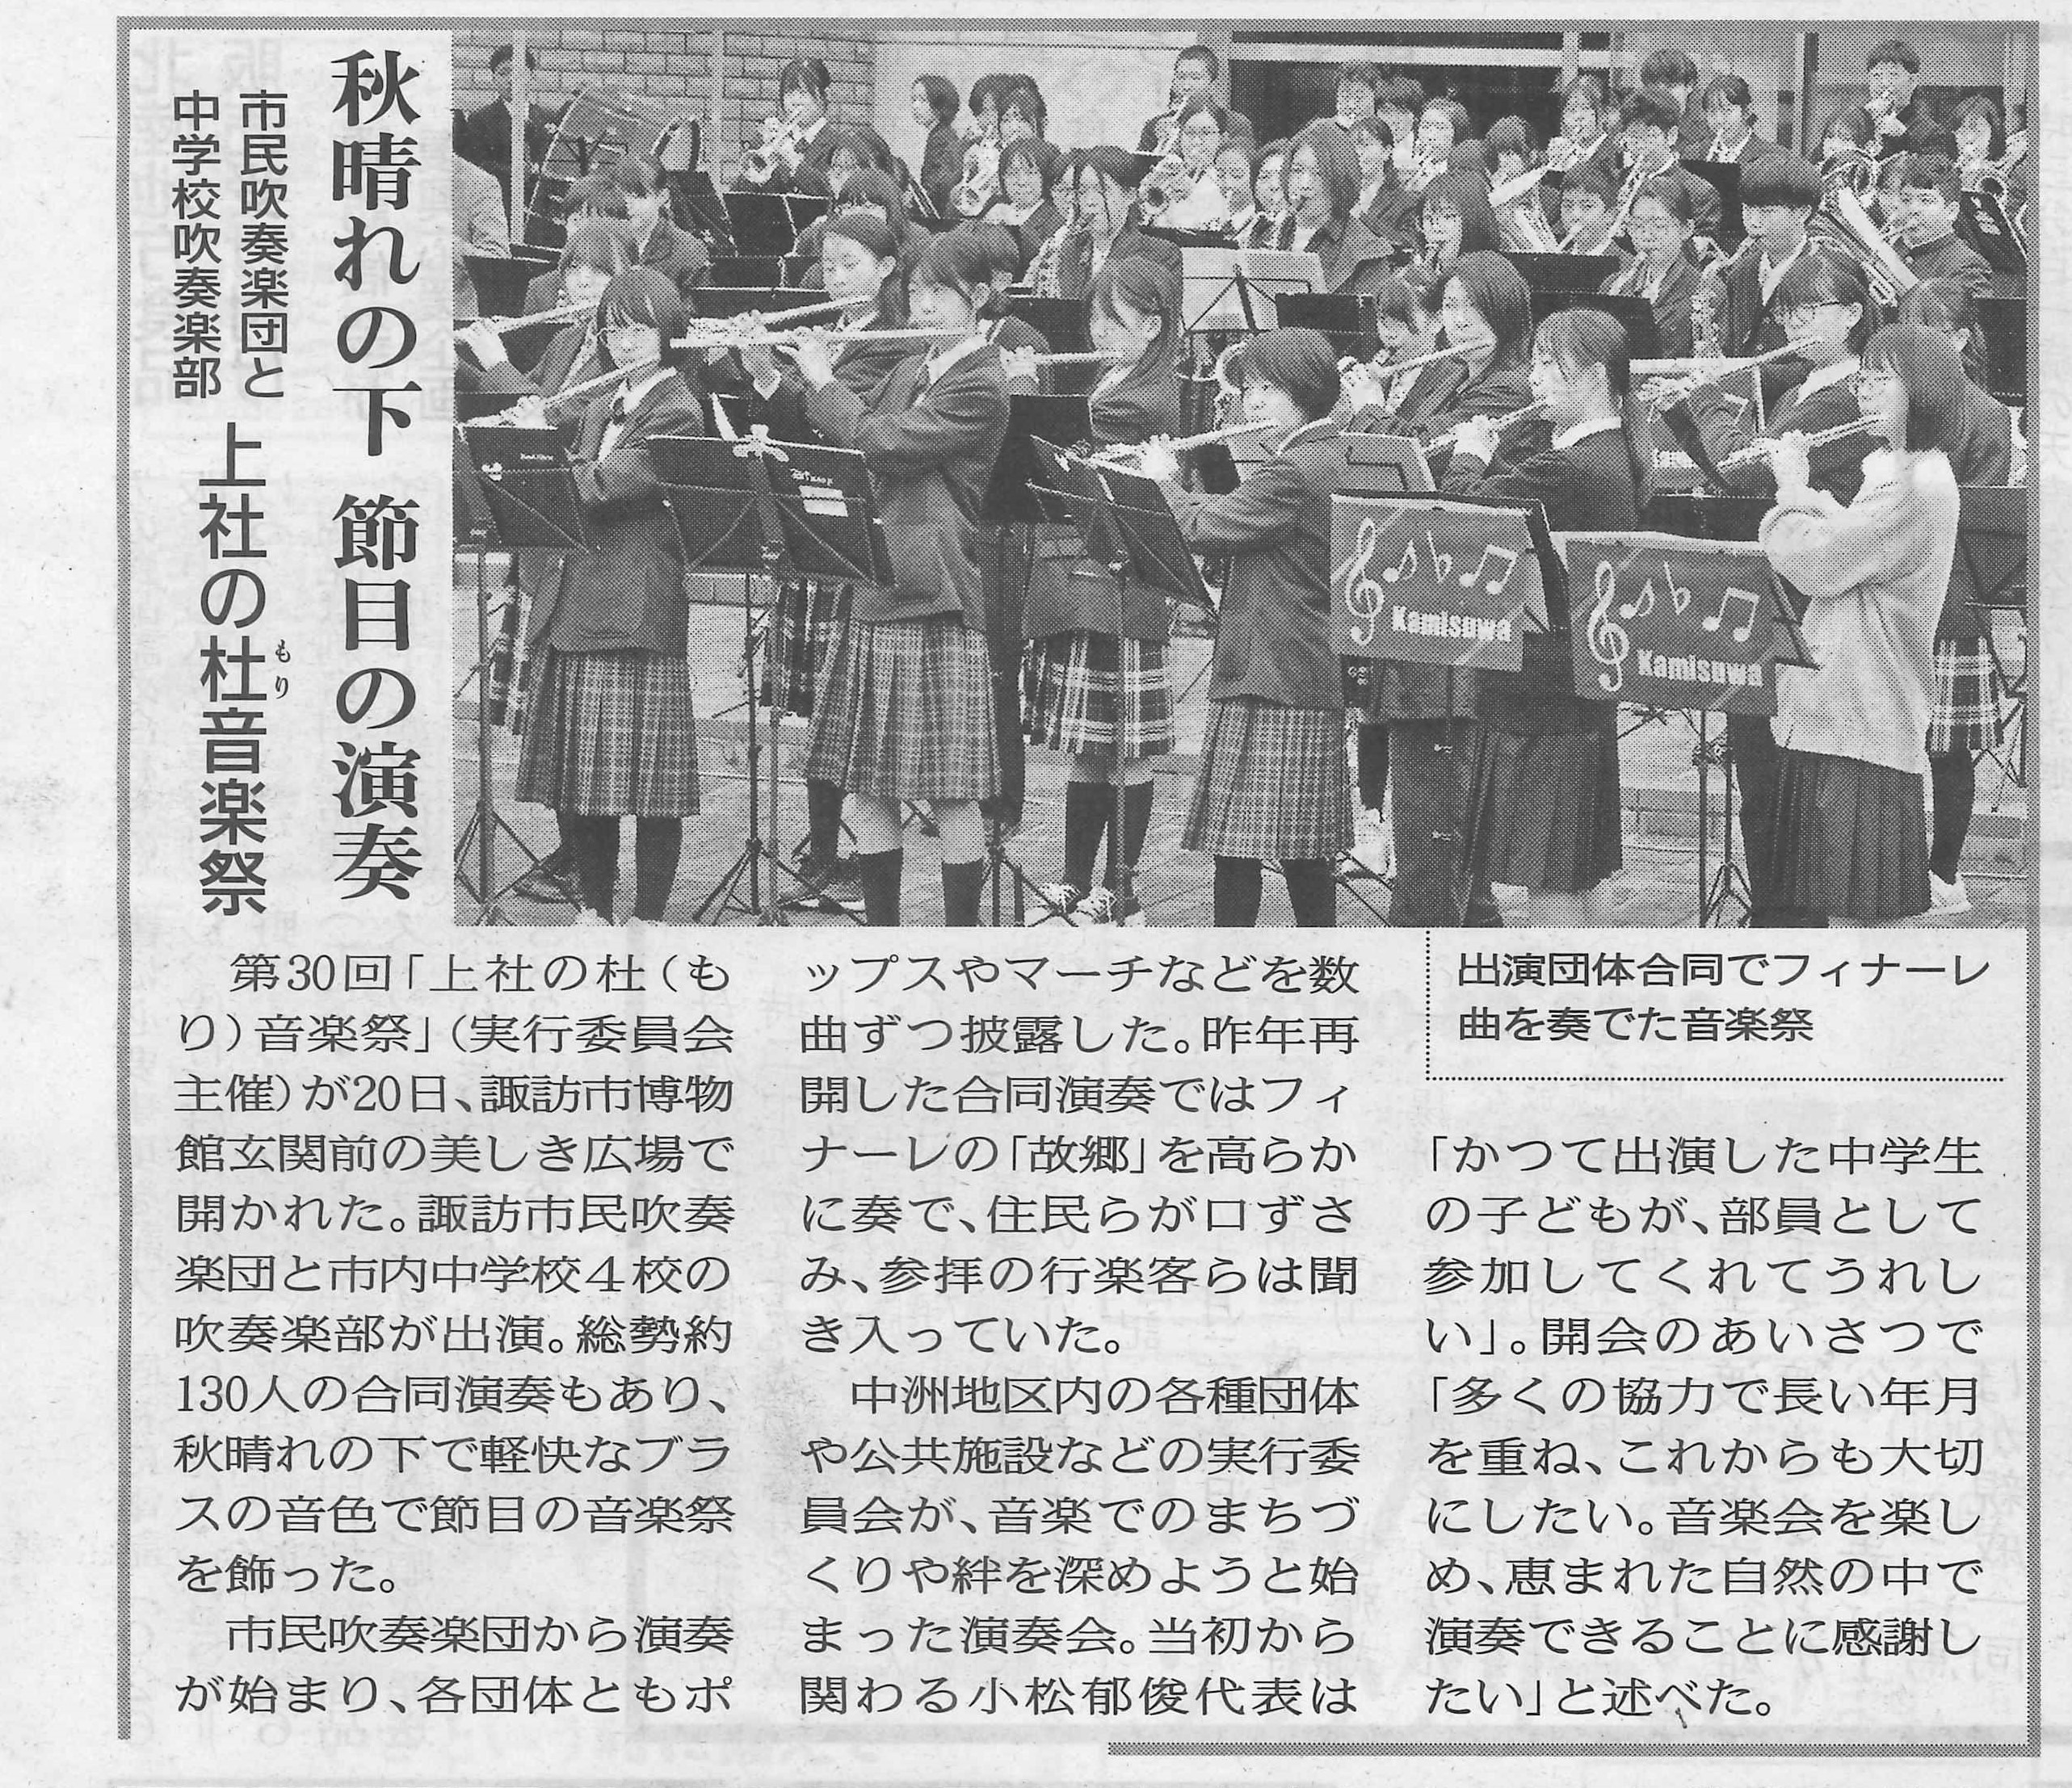 秋晴れの下 節目の演奏
市民吹奏楽団と
中学校吹奏楽部
上社の杜音楽祭
もり
Kamisuwa
Kamisuwa
出演団体合同でフィナーレ
曲を奏でた音楽祭
第30回「上社の杜(も
り)音楽祭」(実行委員会
主催)が20日、諏訪市博物
館玄関前の美しき広場で
開かれた。諏訪市民吹奏
楽団と市内中学校4校の
吹奏楽部が出演。総勢約
130人の合同演奏もあり、
秋晴れの下で軽快なブラ
スの音色で節目の音楽祭
を飾った。
市民吹奏楽団から演奏
が始まり、各団体ともポ
ップスやマーチなどを数
曲ずつ披露した。昨年再
開した合同演奏ではフィ
ナーレの「故郷」を高らか
に奏で、住民らが口ずさ
み、参拝の行楽客らは聞
き入っていた。
中洲地区内の各種団体
や公共施設などの実行委
員会が、音楽でのまちづ
くりや絆を深めようと始
まった演奏会。当初から
関わる小松郁俊代表は
「かつて出演した中学生
の子どもが、部員として
参加してくれてうれし
い」。開会のあいさつで
「多くの協力で長い年月
を重ね、これからも大切
にしたい。音楽会を楽し
め、恵まれた自然の中で
演奏できることに感謝し
たい」と述べた。